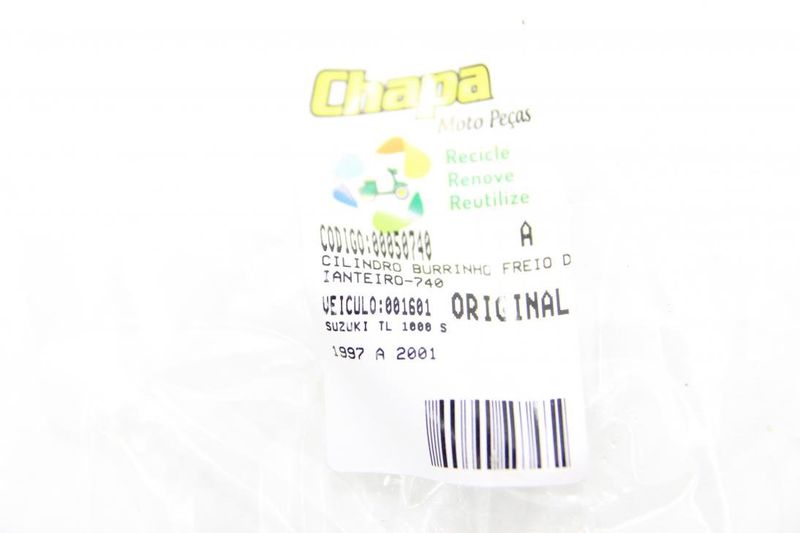 Chapa
Moto Peças
Recicle
Renove
Reutilize
CODIGO:00050740 A
CILINDRO BURRINHO FREIO D
IANTEIRO-740
VEICULO:001601 ORIGINAL
SUZUKI TL 1000 S
1997 A 2001